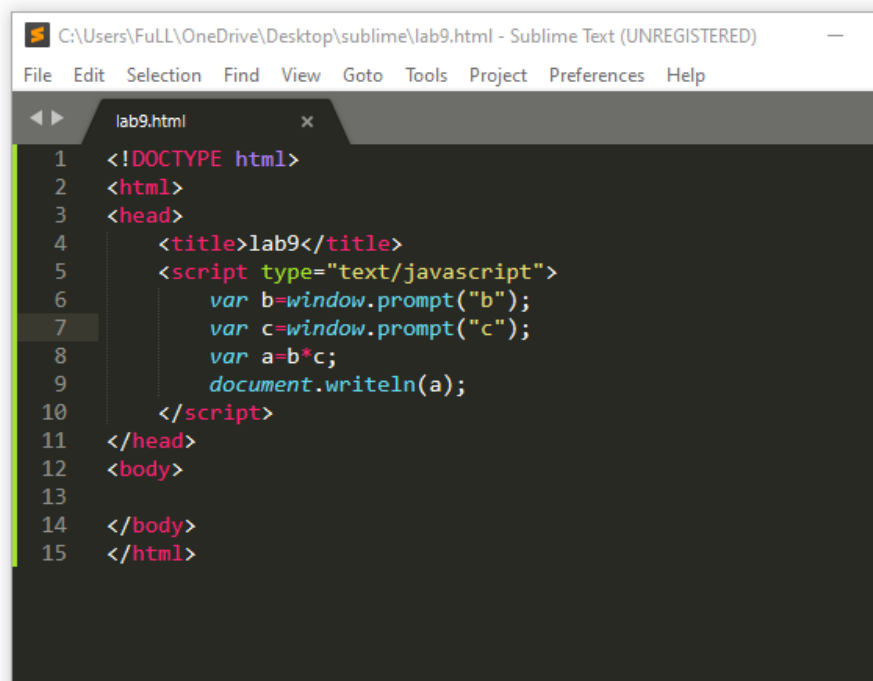 C:\Users\FuLL\OneDrive\Desktop\sublime\lab9.html - Sublime Text (UNREGISTERED)
File Edit Selection Find View Goto Tools Project Preferences Help
lab9.html
1 <!DOCTYPE html>
2 <html>
3 <head>
4 <title>lab9</title>
5 <script type="text/javascript">
6 var b=window.prompt("b");
7 var c=window.prompt("c");
8 var a=b*c;
9 document.writeln(a);
10 </script>
11 </head>
12 <body>
13
14 </body>
15 </html>